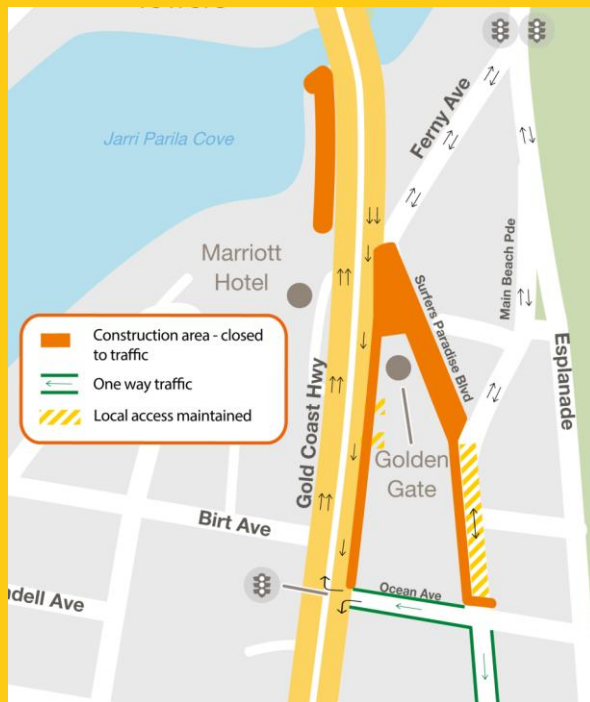 Jarri Parila Cove
Ferny Ave
Marriott
Hotel
Surfers Paradise Blvd
Main Beach Pde
Esplanade
Construction area - closed
to traffic
One way traffic
Local access maintained
Gold Coast Hwy
Golden
Gate
Birt Ave
Ocean Ave
Ave